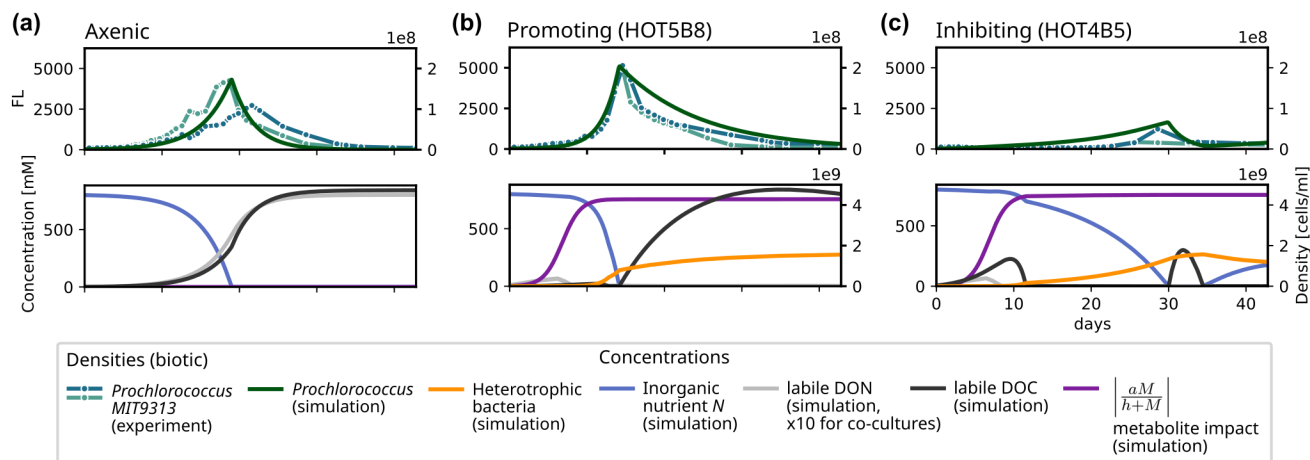 (a)
Axenic
1e8
(b)
Promoting (HOT5B8)
1e8
(c)
Inhibiting (HOT4B5)
1e8
FL
5000
2500
0
2
1
0
5000
2500
0
2
1
0
5000
2500
0
2
1
0
Concentration [mM]
500
0
1e9
500
0
4
2
0
1e9
500
0
4
2
0
Density [cells/ml]
0
10
20
30
40
days
Densities (biotic)
Prochlorococcus
MIT9313
(experiment)
Prochlorococcus
(simulation)
Concentrations
Heterotrophic
bacteria
(simulation)
Inorganic
nutrient N
(simulation)
labile DON
(simulation,
x10 for co-cultures)
labile DOC
(simulation)
|aM/h+M|
metabolite impact
(simulation)